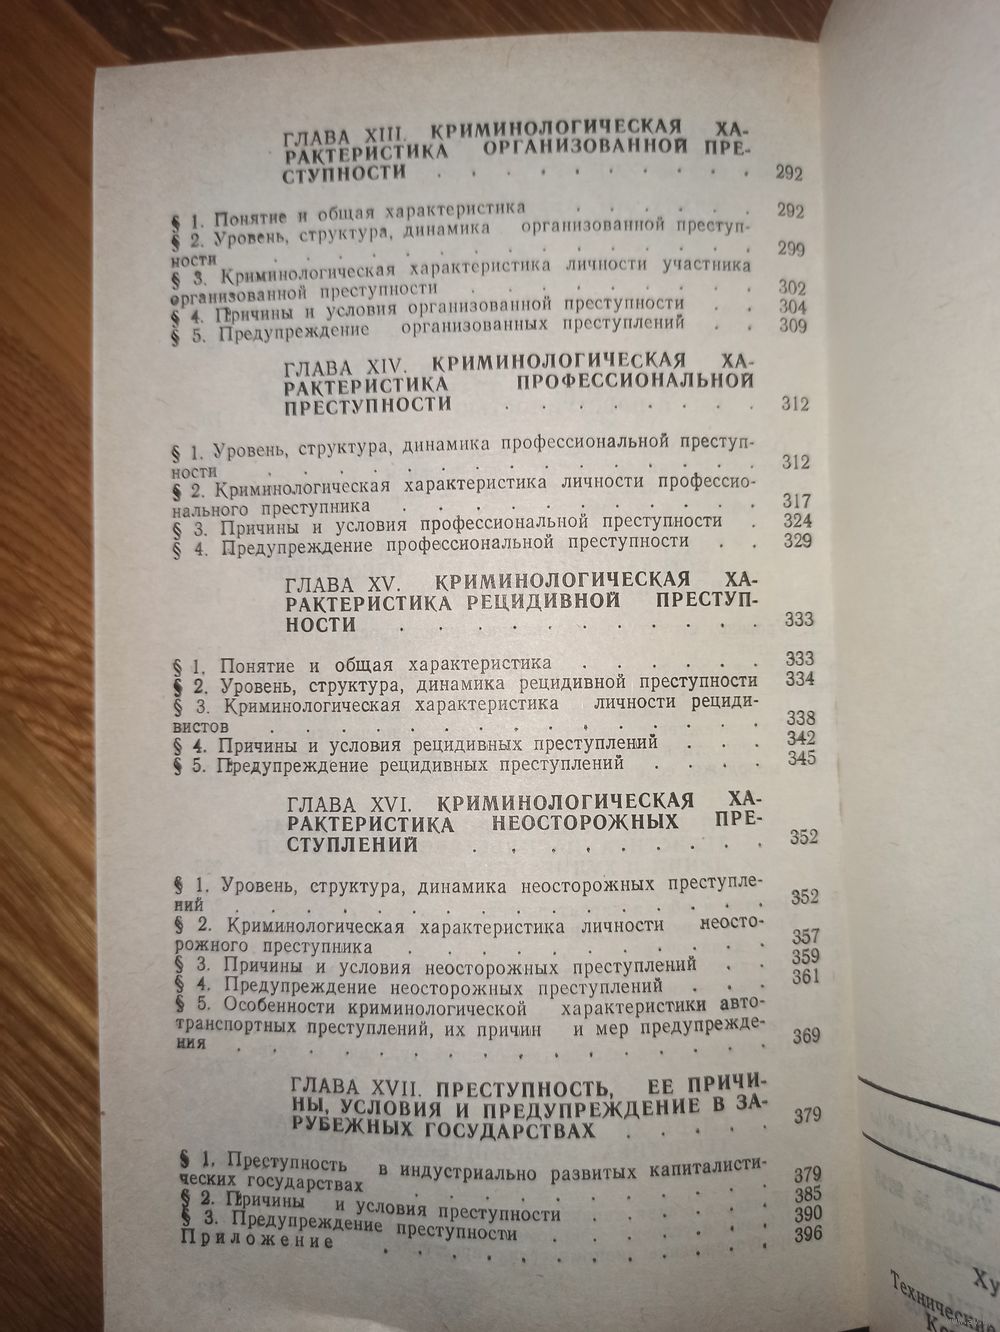 ГЛАВА XIII. КРИМИНОЛОГИЧЕСКАЯ ХА-
РАКТЕРИСТИКА ОРГАНИЗОВАННОЙ ПРЕ-
СТУПНОСТИ . . . . . . . . . . 292
§ 1. Понятие и общая характеристика . . . . . . 292
§ 2. Уровень, структура, динамика организованной преступ-
ности . . . . . . . . . . . . . . 299
§ 3. Криминологическая характеристика личности участника
организованной преступности . . . . . . . . . 302
§ 4. Причины и условия организованной преступности . . 304
§ 5. Предупреждение организованных преступлений . . 309
ГЛАВА XIV. КРИМИНОЛОГИЧЕСКАЯ ХА-
РАКТЕРИСТИКА ПРОФЕССИОНАЛЬНОЙ
ПРЕСТУПНОСТИ . . . . . . . . 312
§ 1. Уровень, структура, динамика профессиональной преступ-
ности . . . . . . . . . . . . . . . 312
§ 2. Криминологическая характеристика личности профессио-
нального преступника . . . . . . . . . . . 317
§ 3. Причины и условия профессиональной преступности . 324
§ 4. Предупреждение профессиональной преступности . . 329
ГЛАВА XV. КРИМИНОЛОГИЧЕСКАЯ ХА-
РАКТЕРИСТИКА РЕЦИДИВНОЙ ПРЕСТУП-
НОСТИ . . . . . . . . . . . 333
§ 1. Понятие и общая характеристика . . . . . . 333
§ 2. Уровень, структура, динамика рецидивной преступности 334
§ 3. Криминологическая характеристика личности рециди-
вистов . . . . . . . . . . . . . . . 338
§ 4. Причины и условия рецидивных преступлений . . . 342
§ 5. Предупреждение рецидивных преступлений . . . . 345
ГЛАВА XVI. КРИМИНОЛОГИЧЕСКАЯ ХА-
РАКТЕРИСТИКА НЕОСТОРОЖНЫХ ПРЕ-
СТУПЛЕНИЙ . . . . . . . . . 352
§ 1. Уровень, структура, динамика неосторожных преступле-
ний . . . . . . . . . . . . . . . . 352
§ 2. Криминологическая характеристика личности неосто-
рожного преступника . . . . . . . . . . . 357
§ 3. Причины и условия неосторожных преступлений . . 359
§ 4. Предупреждение неосторожных преступлений . . . 361
§ 5. Особенности криминологической характеристики авто-
транспортных преступлений, их причин и мер предупрежде-
ния . . . . . . . . . . . . . . . . 369
ГЛАВА XVII. ПРЕСТУПНОСТЬ, ЕЕ ПРИЧИ-
НЫ, УСЛОВИЯ И ПРЕДУПРЕЖДЕНИЕ В ЗА-
РУБЕЖНЫХ ГОСУДАРСТВАХ . . . . . 379
§ 1. Преступность в индустриально развитых капиталисти-
ческих государствах . . . . . . . . . . . 379
§ 2. Причины и условия преступности . . . . . . 385
§ 3. Предупреждение преступности . . . . . . . 390
Приложение . . . . . . . . . . . . 396
Ху
Технические